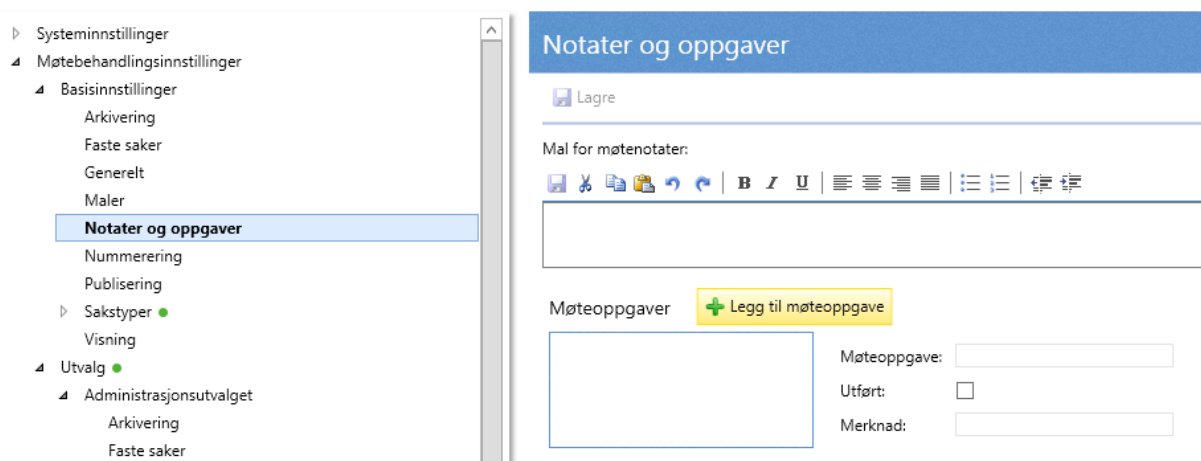 Systeminnstillinger
Møtebehandlingsinnstillinger
Basisinnstillinger
Arkivering
Faste saker
Generelt
Maler
Notater og oppgaver
Nummerering
Publisering
Sakstyper
Visning
Utvalg
Administrasjonsutvalget
Arkivering
Faste saker
Notater og oppgaver
Lagre
Mal for møtenotater:
B I U
Møteoppgaver Legg til møteoppgave
Møteoppgave:
Utført:
Merknad: